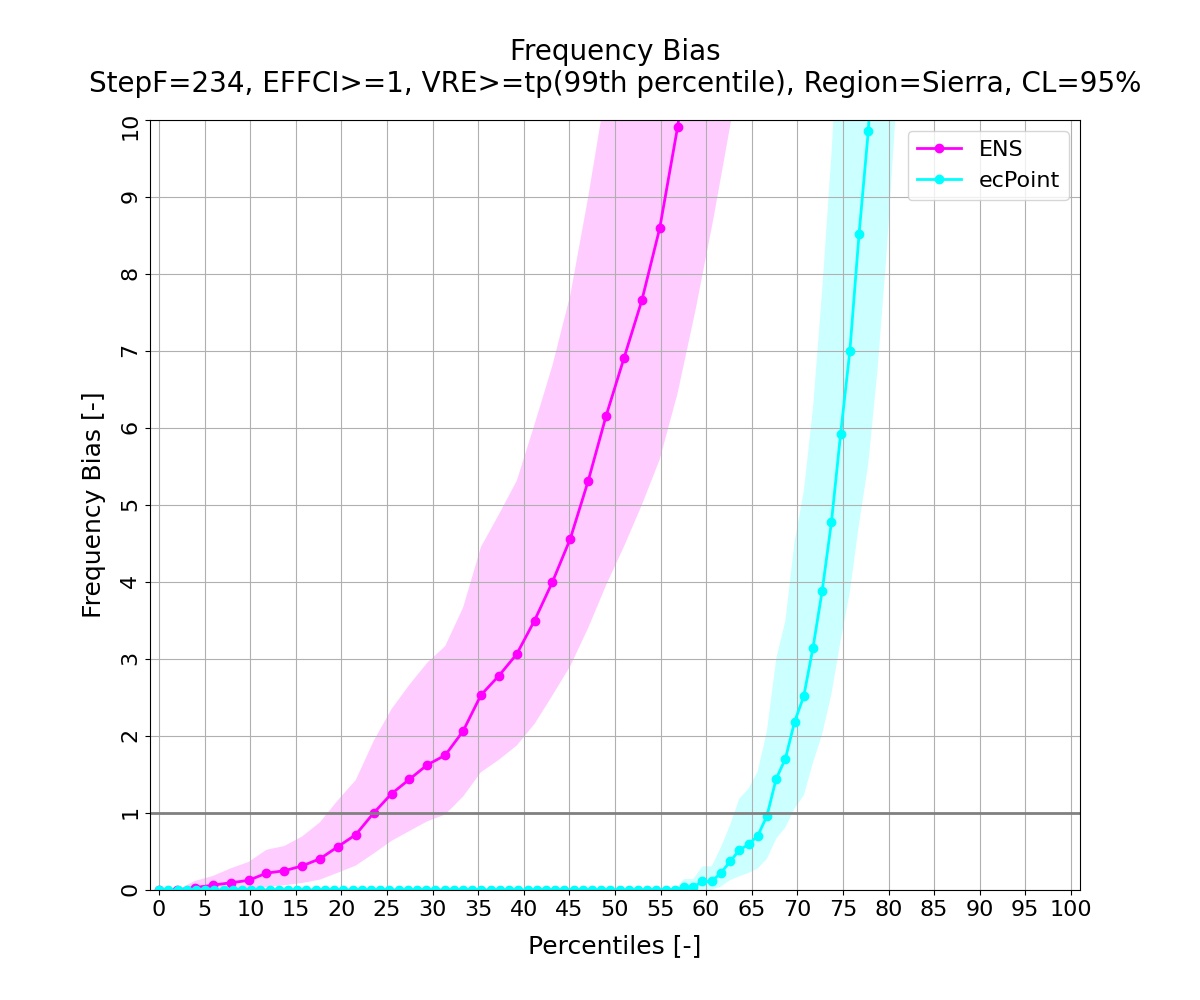 Frequency Bias
StepF=234, EFFCI>=1, VRE>=tp(99th percentile), Region=Sierra, CL=95%
ENS
ecPoint
Frequency Bias [-]
10
9
8
7
6
5
4
3
2
1
0
0 5 10 15 20 25 30 35 40 45 50 55 60 65 70 75 80 85 90 95 100
Percentiles [-]